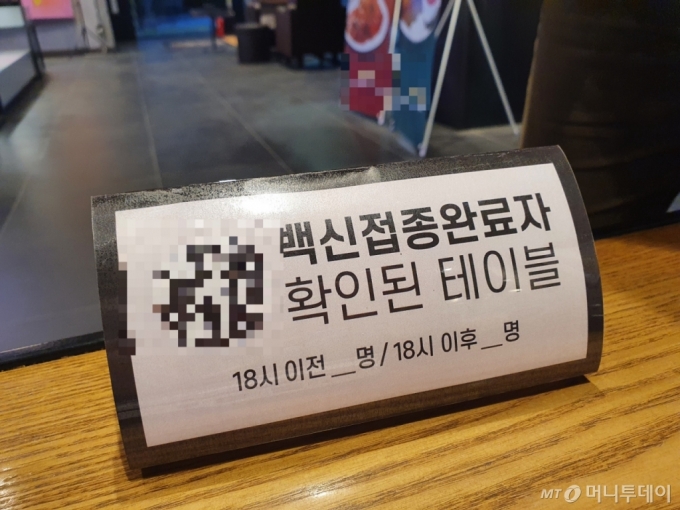 백신접종완료자
확인된 테이블
18시 이전 __명 / 18시 이후 __명
MT 머니투데이